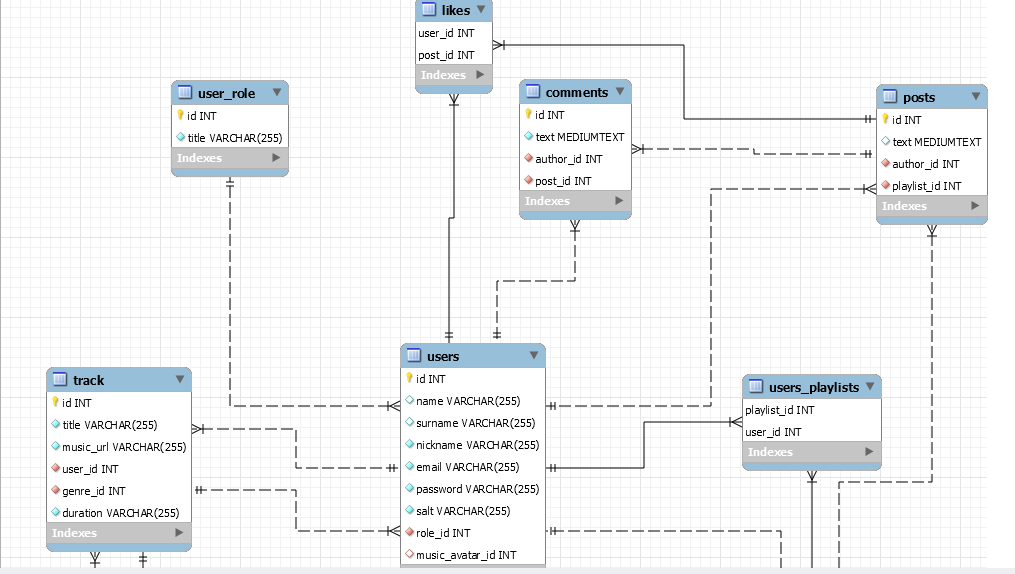 likes
user_id INT
post_id INT
Indexes
user_role
id INT
title VARCHAR(255)
Indexes
comments
id INT
text MEDIUMTEXT
author_id INT
post_id INT
Indexes
posts
id INT
text MEDIUMTEXT
author_id INT
playlist_id INT
Indexes
track
id INT
title VARCHAR(255)
music_url VARCHAR(255)
user_id INT
genre_id INT
duration VARCHAR(255)
Indexes
users
id INT
name VARCHAR(255)
surname VARCHAR(255)
nickname VARCHAR(255)
email VARCHAR(255)
password VARCHAR(255)
salt VARCHAR(255)
role_id INT
music_avatar_id INT
users_playlists
playlist_id INT
user_id INT
Indexes